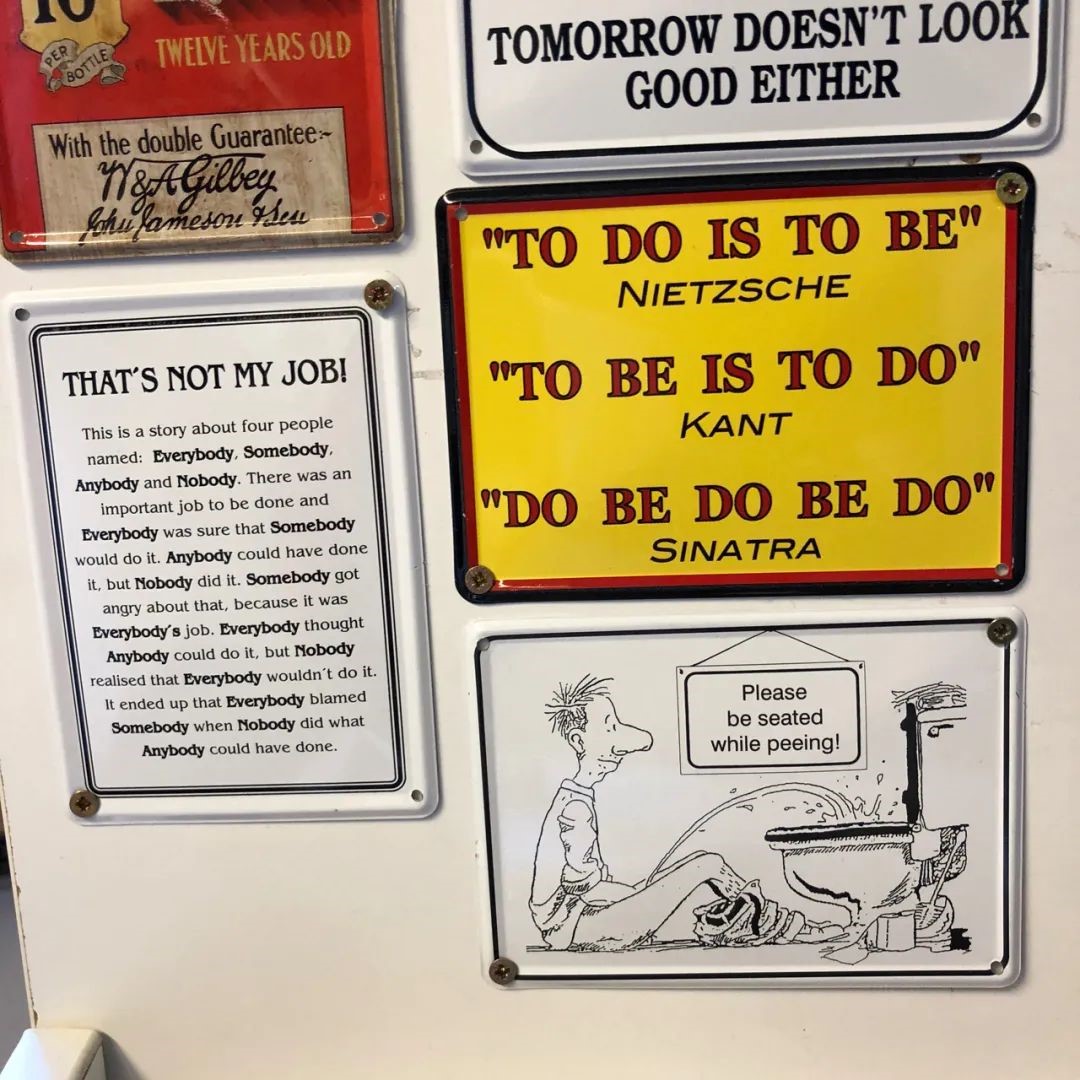 10
PER
BOTTLE
TWELVE YEARS OLD
With the double Guarantee:-
W&A Gilbey
John Jameson & Son
TOMORROW DOESN'T LOOK
GOOD EITHER
"TO DO IS TO BE"
NIETZSCHE
"TO BE IS TO DO"
KANT
"DO BE DO BE DO"
SINATRA
THAT´S NOT MY JOB!
This is a story about four people
named: Everybody, Somebody,
Anybody and Nobody. There was an
important job to be done and
Everybody was sure that Somebody
would do it. Anybody could have done
it, but Nobody did it. Somebody got
angry about that, because it was
Everybody´s job. Everybody thought
Anybody could do it, but Nobody
realised that Everybody wouldn´t do it.
It ended up that Everybody blamed
Somebody when Nobody did what
Anybody could have done.
Please
be seated
while peeing!